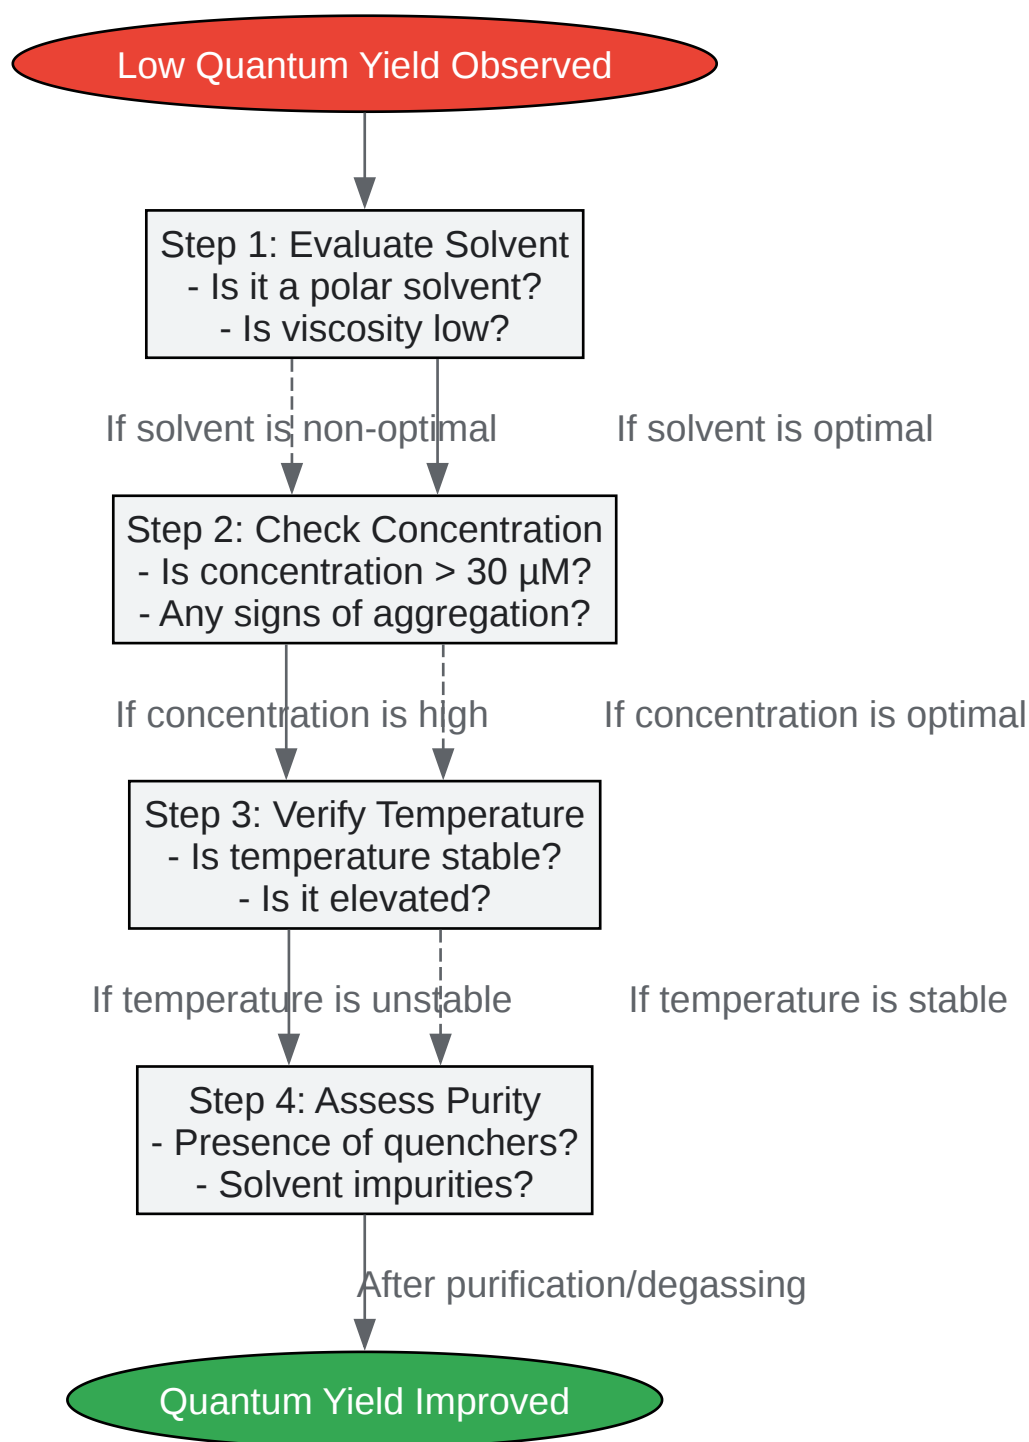 Low Quantum Yield Observed
Step 1: Evaluate Solvent
- Is it a polar solvent?
- Is viscosity low?
If solvent is non-optimal
If solvent is optimal
Step 2: Check Concentration
- Is concentration > 30 µM?
- Any signs of aggregation?
If concentration is high
If concentration is optimal
Step 3: Verify Temperature
- Is temperature stable?
- Is it elevated?
If temperature is unstable
If temperature is stable
Step 4: Assess Purity
- Presence of quenchers?
- Solvent impurities?
After purification/degassing
Quantum Yield Improved